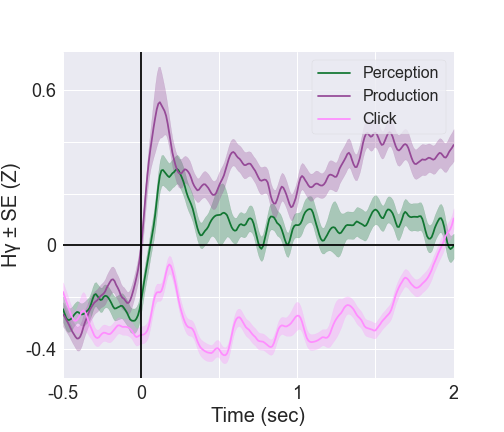 Perception
Production
Click
0.6
0
-0.4
Hγ ± SE (Z)
-0.5 0 1 2
Time (sec)